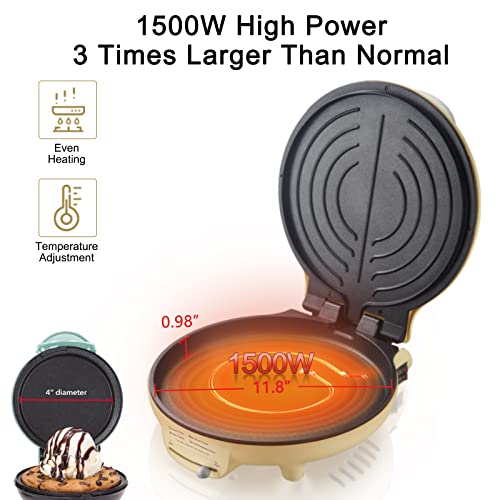 1500W High Power
3 Times Larger Than Normal
Even
Heating
Temperature
Adjustment
0.98"
1500W
11.8"
4" diameter